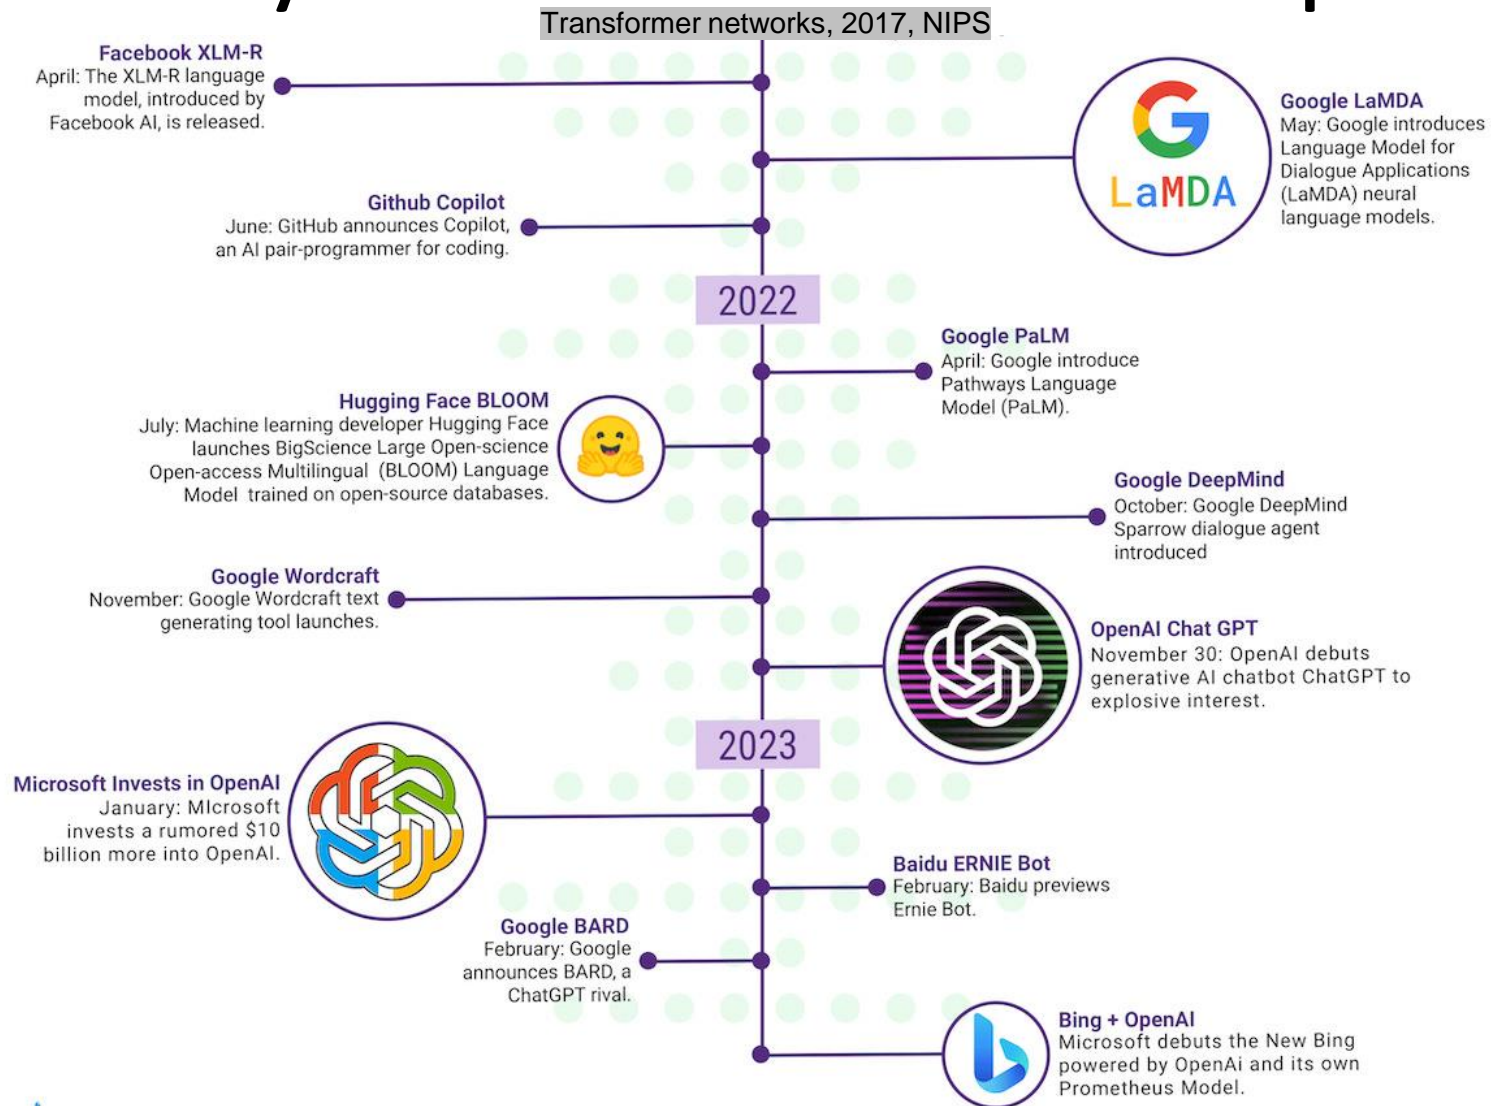 Transformer networks, 2017, NIPS
Facebook XLM-R
April: The XLM-R language
model, introduced by
Facebook AI, is released.
LaMDA
Google LaMDA
May: Google introduces
Language Model for
Dialogue Applications
(LaMDA) neural
language models.
Github Copilot
June: GitHub announces Copilot,
an AI pair-programmer for coding.
2022
Google PaLM
April: Google introduce
Pathways Language
Model (PaLM).
Hugging Face BLOOM
July: Machine learning developer Hugging Face
launches BigScience Large Open-science
Open-access Multilingual (BLOOM) Language
Model trained on open-source databases.
Google DeepMind
October: Google DeepMind
Sparrow dialogue agent
introduced
Google Wordcraft
November: Google Wordcraft text
generating tool launches.
OpenAI Chat GPT
November 30: OpenAI debuts
generative AI chatbot ChatGPT to
explosive interest.
2023
Microsoft Invests in OpenAI
January: MIcrosoft
invests a rumored $10
billion more into OpenAI.
Baidu ERNIE Bot
February: Baidu previews
Ernie Bot.
Google BARD
February: Google
announces BARD, a
ChatGPT rival.
Bing + OpenAI
Microsoft debuts the New Bing
powered by OpenAi and its own
Prometheus Model.